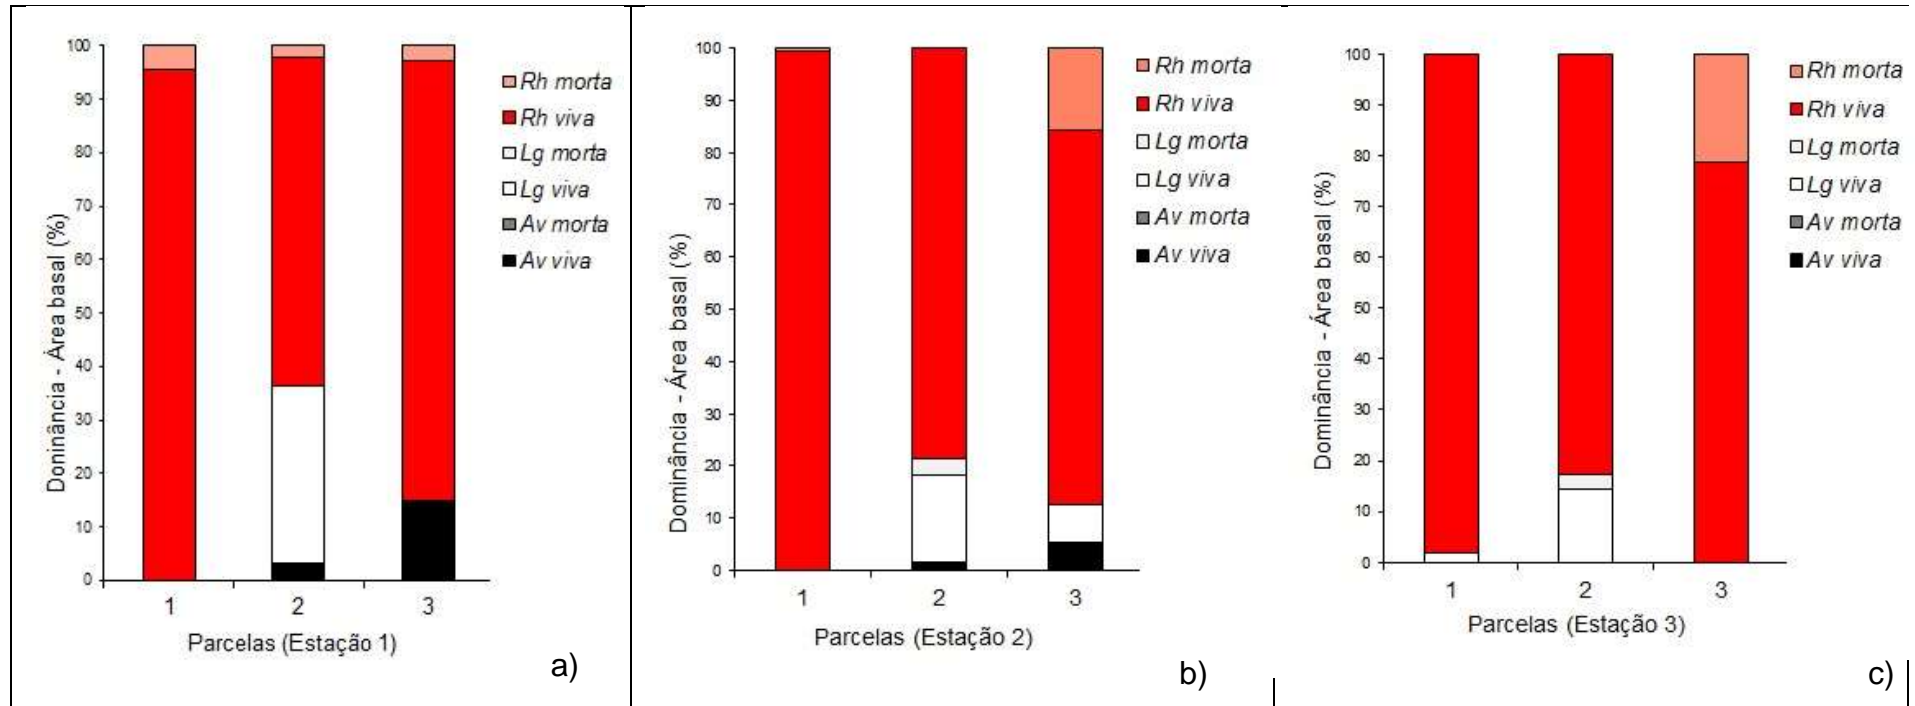 100
90
80
70
60
50
40
30
20
10
0
Doninância - Área basal (%)
1 2 3
Parcelas (Estação 1)
Rh morta
Rh viva
Lg morta
Lg viva
Av morta
Av viva
a)
100
90
80
70
60
50
40
30
20
10
0
Dominância - Área basal (%)
1 2 3
Parcelas (Estação 2)
Rh morta
Rh viva
Lg morta
Lg viva
Av morta
Av viva
b)
100
90
80
70
60
50
40
30
20
10
0
Dominância - Área basal (%)
1 2 3
Parcelas (Estação 3)
Rh morta
Rh viva
Lg morta
Lg viva
Av morta
Av viva
c)